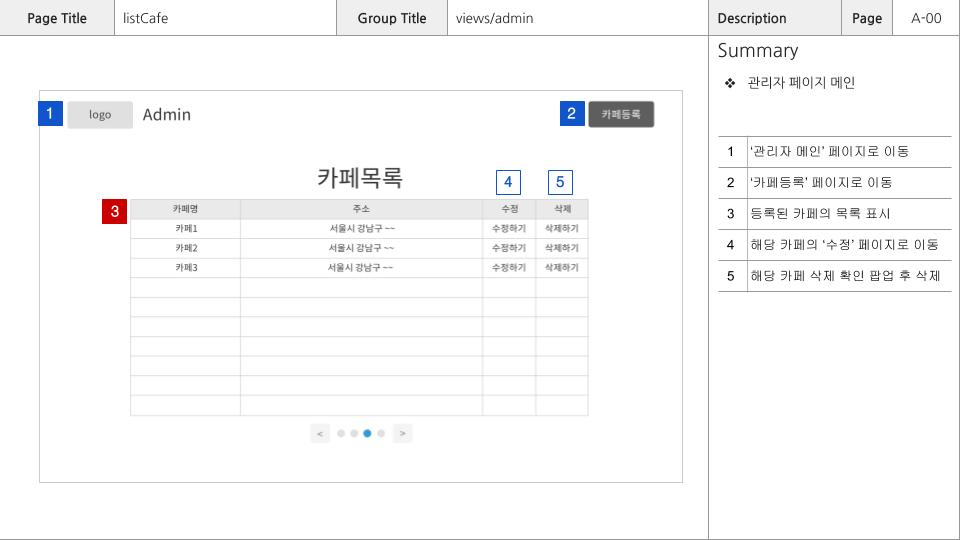 Page Title
listCafe
Group Title
views/admin
Description
Page
A-00
Summary
❖ 관리자 페이지 메인
1 logo Admin
2 카페등록
카페목록
4
5
3
카페명 주소 수정 삭제
카페1 서울시 강남구 ~~ 수정하기 삭제하기
카페2 서울시 강남구 ~~ 수정하기 삭제하기
카페3 서울시 강남구 ~~ 수정하기 삭제하기
< >
1 ‘관리자 메인’ 페이지로 이동
2 ‘카페등록’ 페이지로 이동
3 등록된 카페의 목록 표시
4 해당 카페의 ‘수정’ 페이지로 이동
5 해당 카페 삭제 확인 팝업 후 삭제